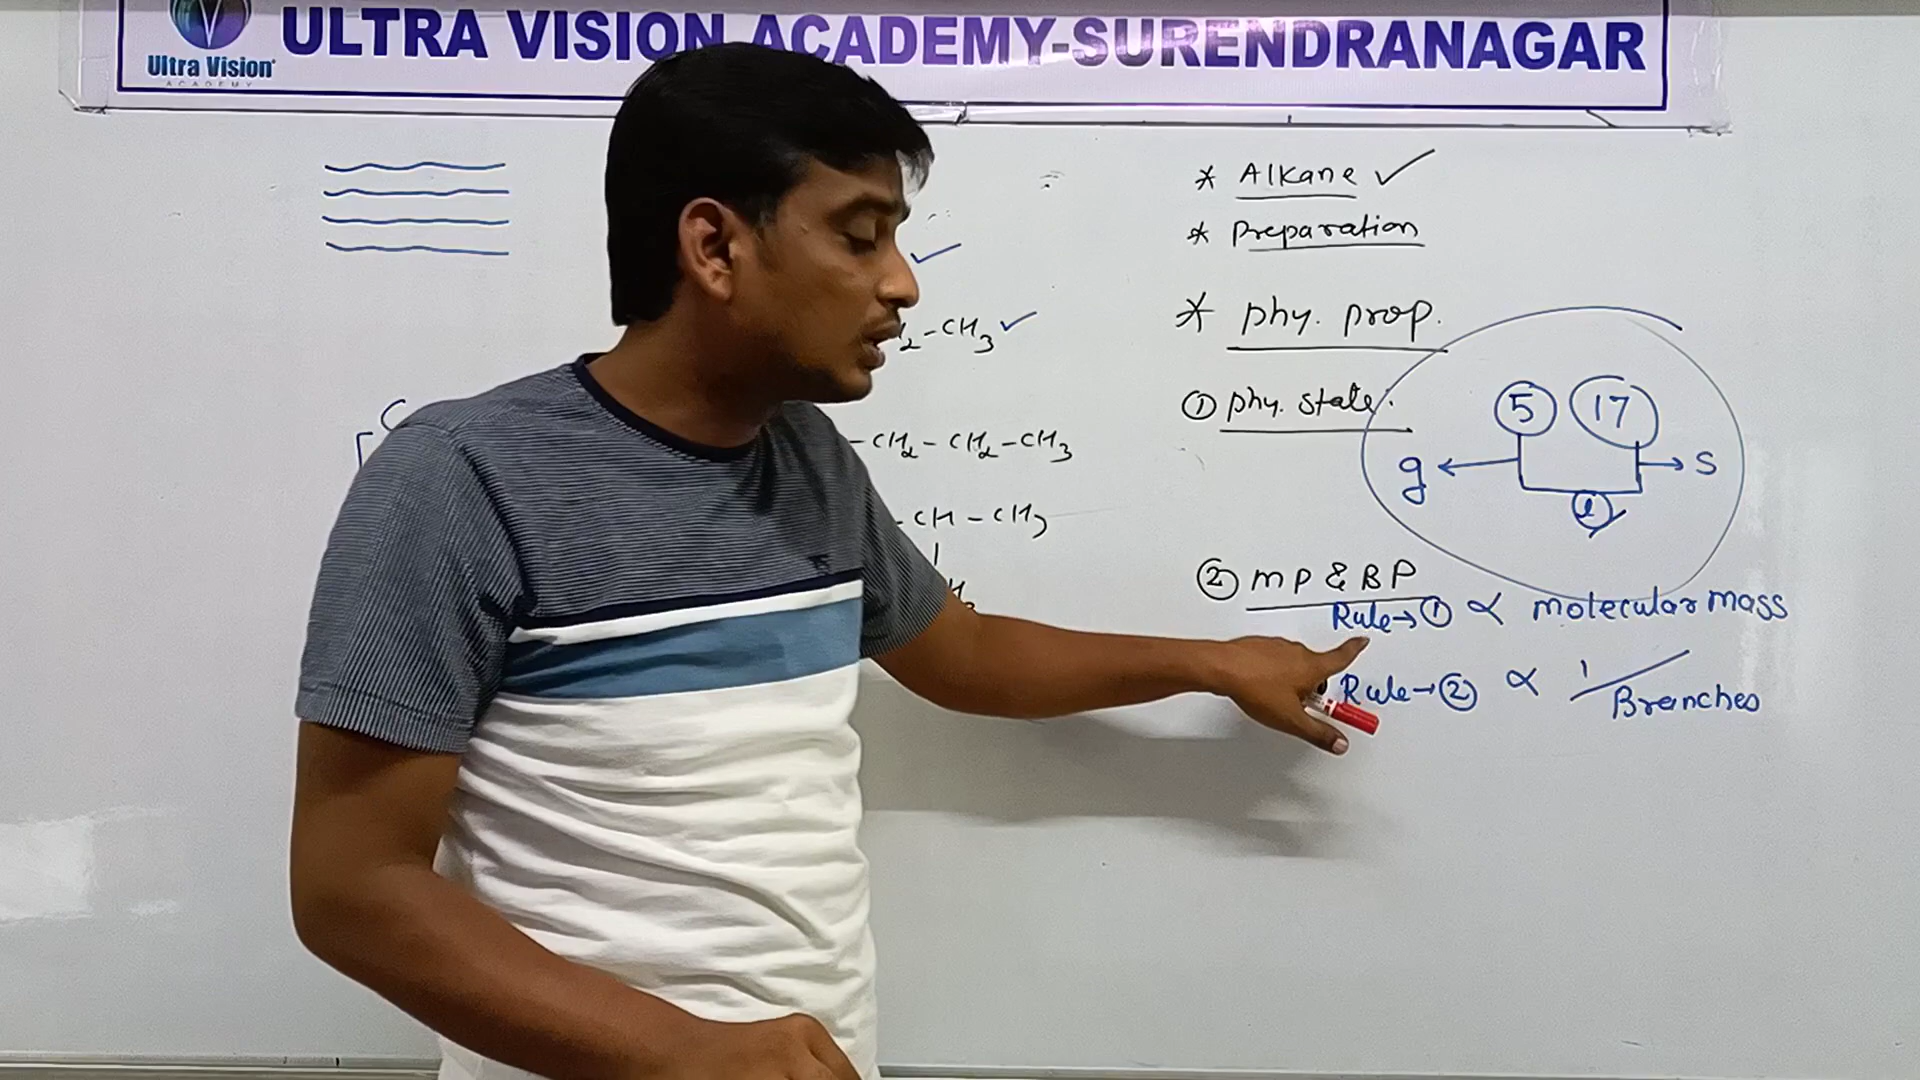 ULTRA VISION ACADEMY-SURENDRANAGAR
Ultra Vision
ACADEMY
* Alkane ✓
* Preparation
* phy. prop.
① phy. state.
5 17
g s
l
② MP & BP
Rule→① ∝ molecular mass
Rule→② ∝ 1/Branches
2-CH3 ✓
-CH2-CH2-CH3
-CH-CH3